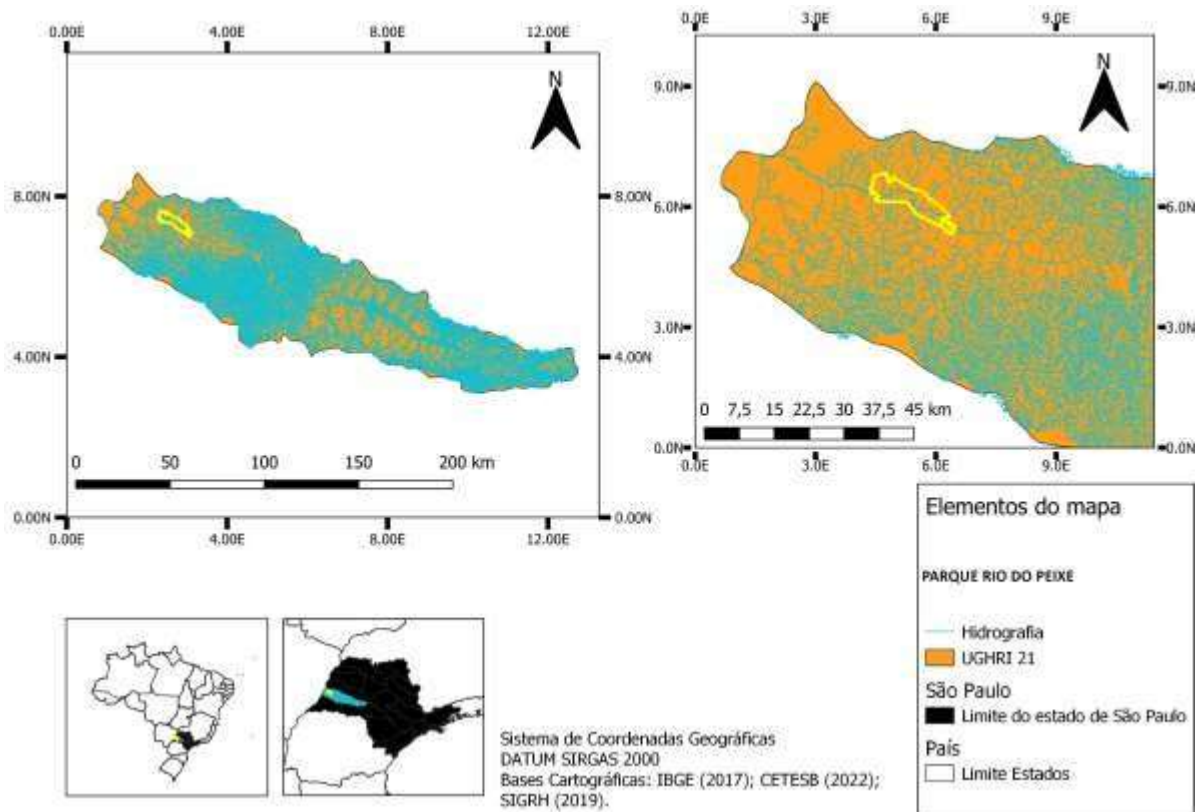 0.00E 4.00E 8.00E 12.00E
N
8.00N 8.00N
4.00N 4.00N
0 50 100 150 200 km
0.00N 0.00N
0.00E 4.00E 8.00E 12.00E
0.0E 3.0E 6.0E 9.0E
N
9.0N 9.0N
6.0N 6.0N
3.0N 3.0N
0 7,5 15 22,5 30 37,5 45 km
0.0N 0.0N
0.0E 3.0E 6.0E 9.0E
Elementos do mapa
PARQUE RIO DO PEIXE
Hidrografia
UGHRI 21
São Paulo
Limite do estado de São Paulo
País
Limite Estados
Sistema de Coordenadas Geográficas
DATUM SIRGAS 2000
Bases Cartográficas: IBGE (2017); CETESB (2022);
SIGRH (2019).